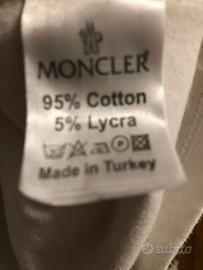 MONCLER
95% Cotton
5% Lycra
Made in Turkey
subito